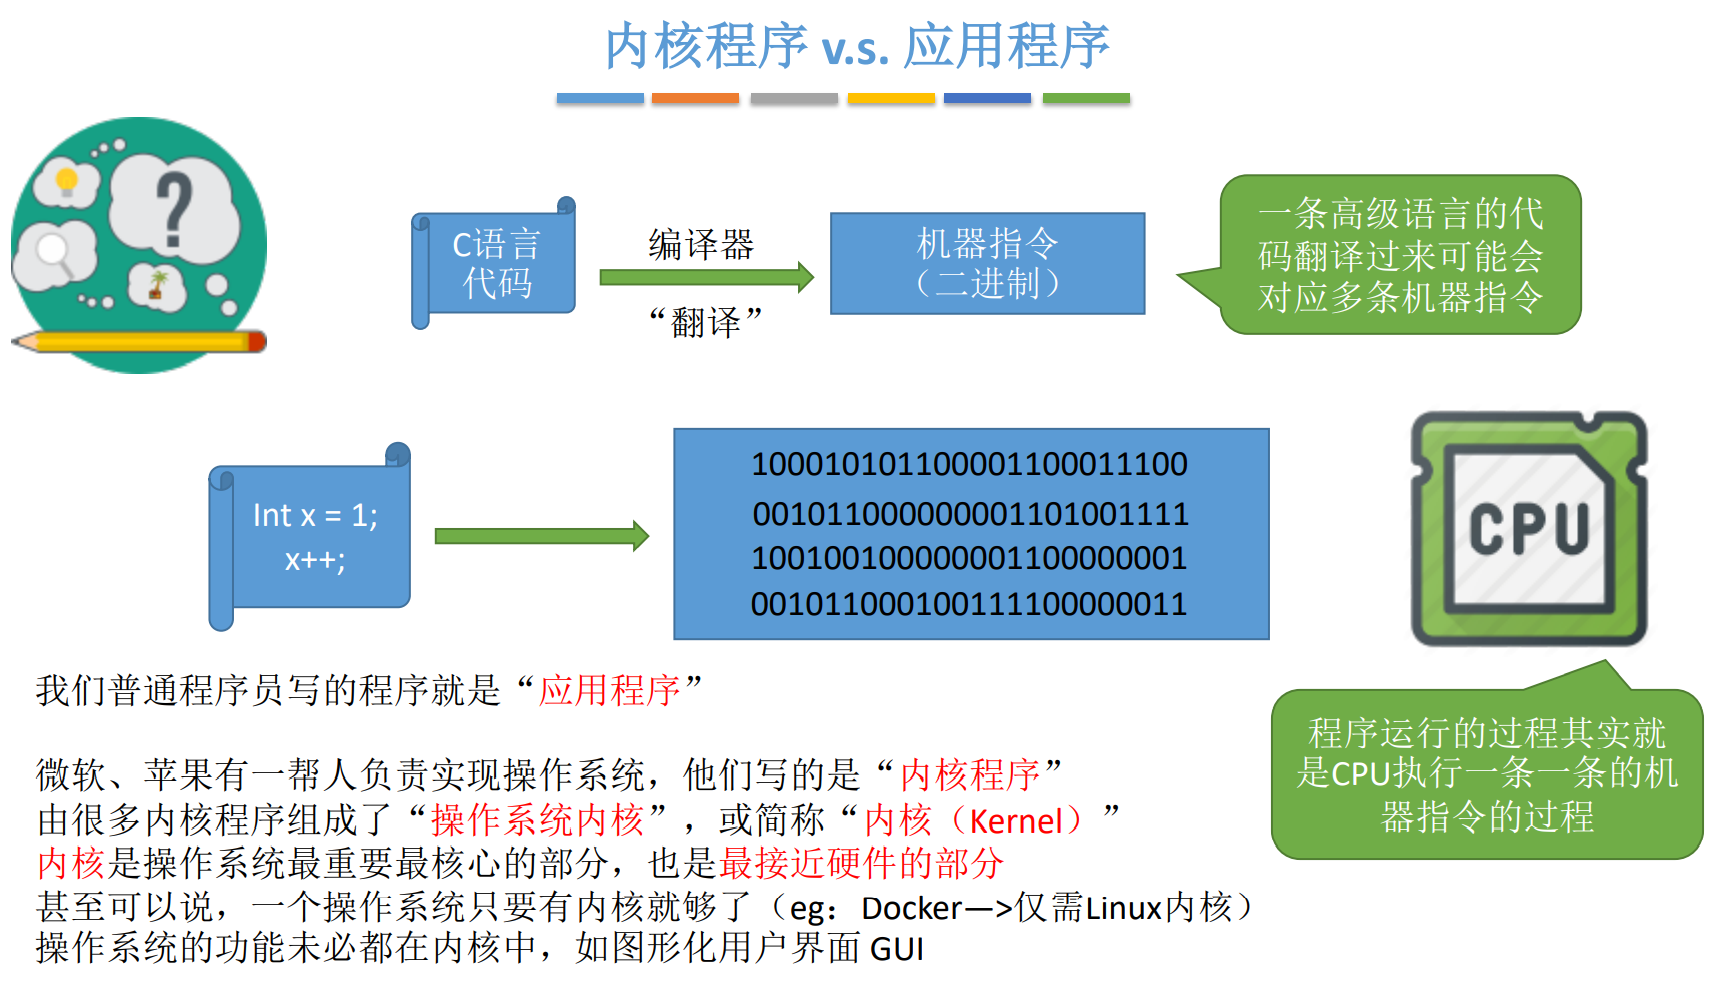 内核程序 v.s. 应用程序
C语言
代码
编译器
“翻译”
机器指令
（二进制）
一条高级语言的代
码翻译过来可能会
对应多条机器指令
Int x = 1;
x++;
100010101100001100011100
001011000000001101001111
100100100000001100000001
001011000100111100000011
CPU
程序运行的过程其实就
是CPU执行一条一条的机
器指令的过程
我们普通程序员写的程序就是“应用程序”
微软、苹果有一帮人负责实现操作系统，他们写的是“内核程序”
由很多内核程序组成了“操作系统内核”，或简称“内核（Kernel）”
内核是操作系统最重要最核心的部分，也是最接近硬件的部分
甚至可以说，一个操作系统只要有内核就够了（eg：Docker—>仅需Linux内核）
操作系统的功能未必都在内核中，如图形化用户界面 GUI